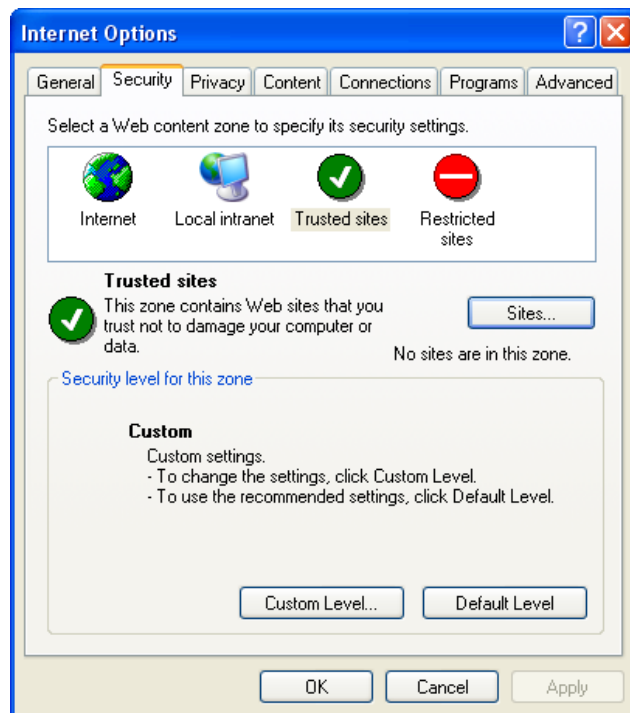 Internet Options
General Security Privacy Content Connections Programs Advanced
Select a Web content zone to specify its security settings.
Internet Local intranet Trusted sites Restricted
sites
Trusted sites
This zone contains Web sites that you
trust not to damage your computer or
data.
Sites...
No sites are in this zone.
Security level for this zone
Custom
Custom settings.
- To change the settings, click Custom Level.
- To use the recommended settings, click Default Level.
Custom Level... Default Level
OK Cancel Apply